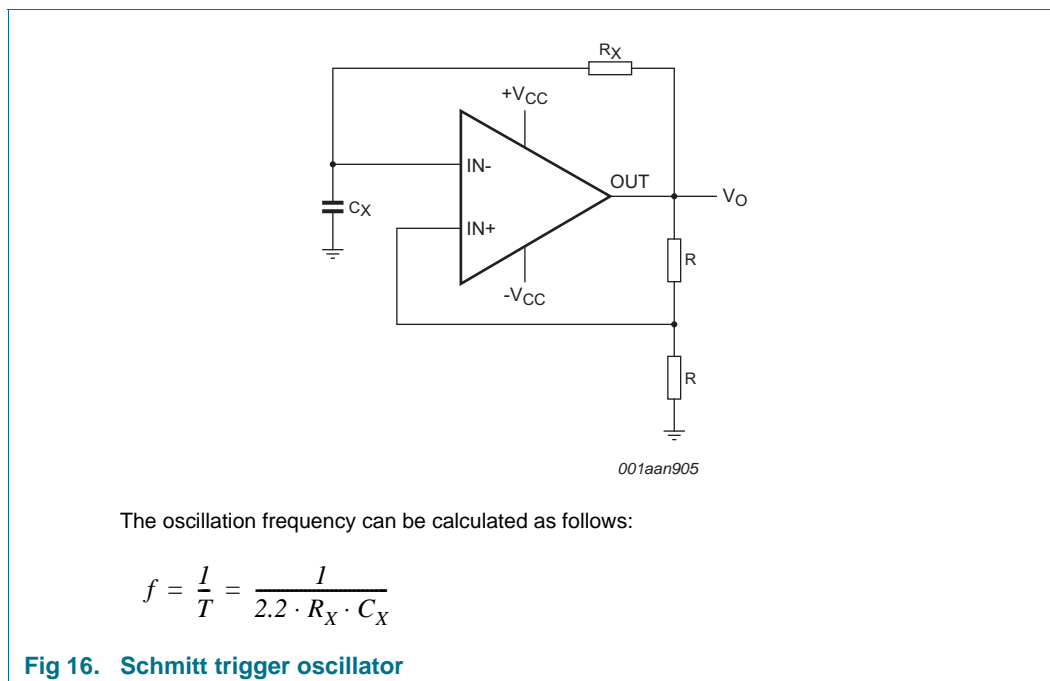 RX
+VCC
IN-
OUT
VO
CX
IN+
R
-VCC
R
001aan905
The oscillation frequency can be calculated as follows:
f = 1/T = 1/(2.2 · RX · CX)
Fig 16. Schmitt trigger oscillator